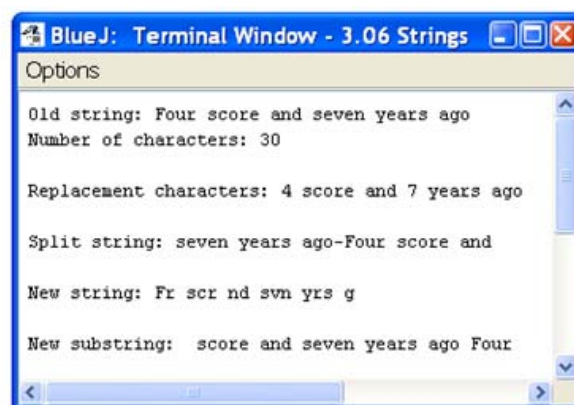 BlueJ: Terminal Window - 3.06 Strings
Options
Old string: Four score and seven years ago
Number of characters: 30
Replacement characters: 4 score and 7 years ago
Split string: seven years ago-Four score and
New string: Fr scr nd svn yrs g
New substring:  score and seven years ago Four